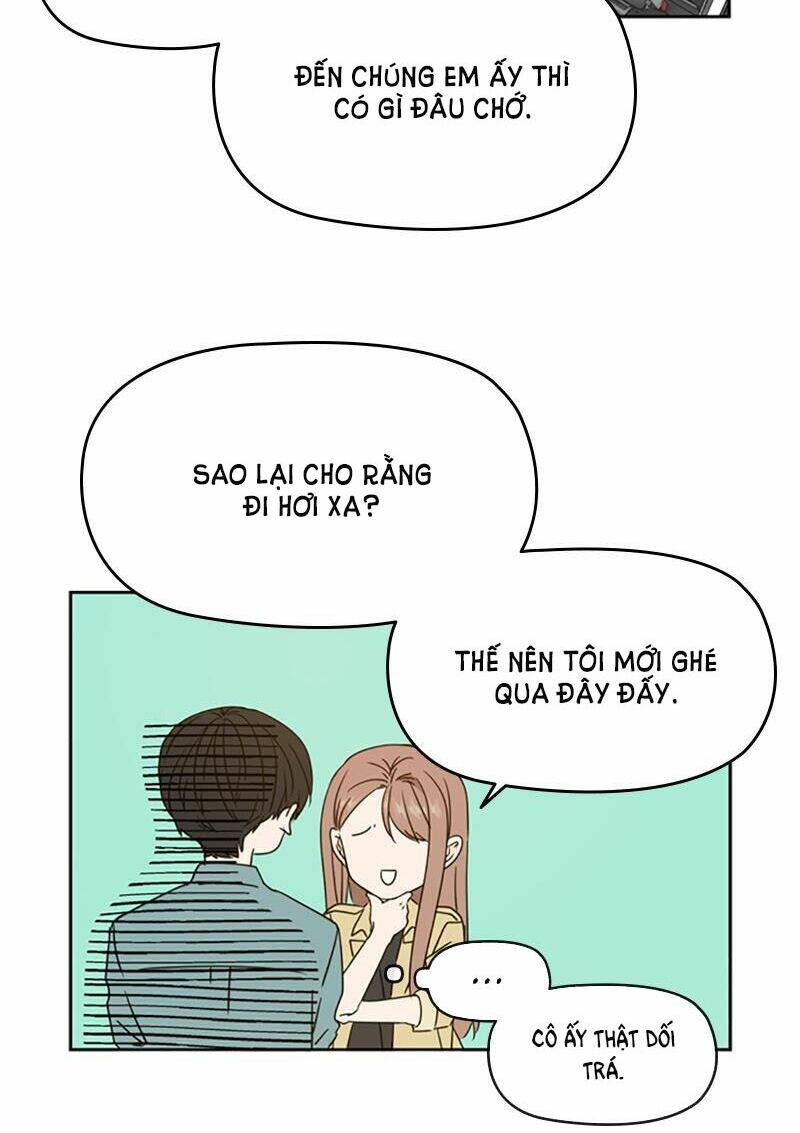 ĐẾN CHÚNG EM ẤY THÌ
CÓ GÌ ĐÂU CHỚ.
SAO LẠI CHO RẰNG
ĐI HƠI XA?
THẾ NÊN TÔI MỚI GHÉ
QUA ĐÂY ĐẤY.
...
CÔ ẤY THẬT DỐI
TRÁ.